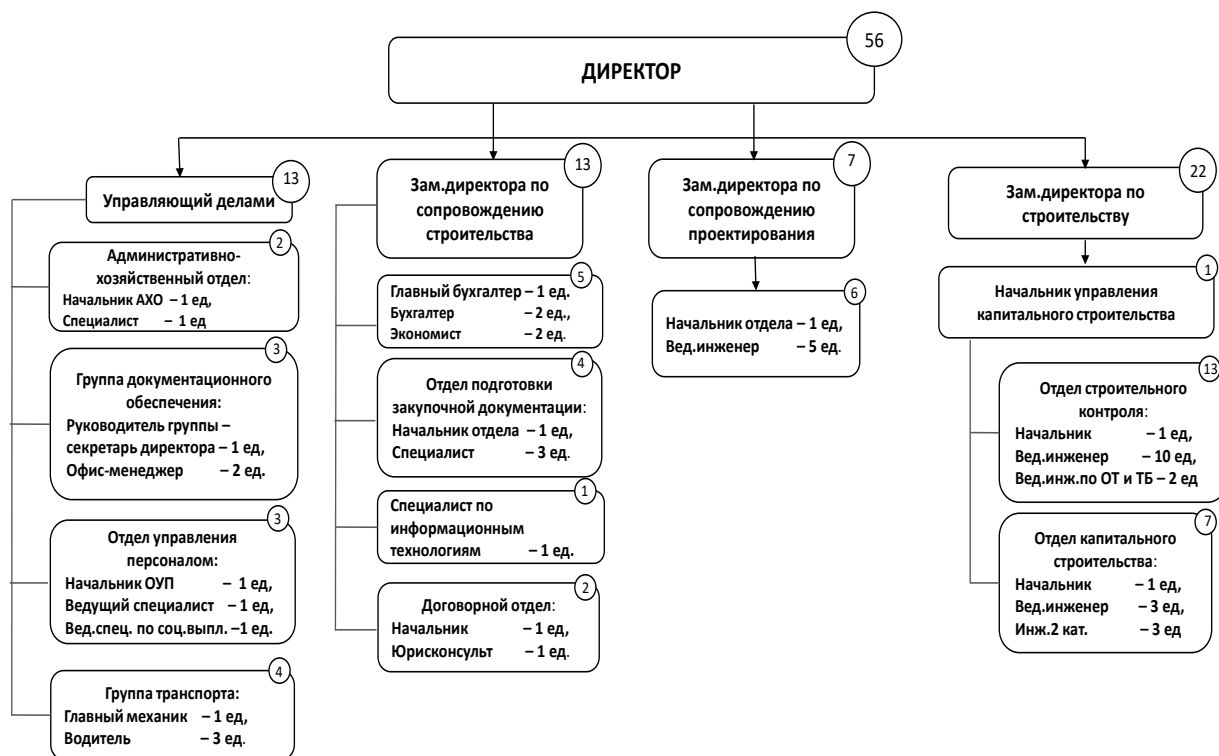 56
ДИРЕКТОР
13
Управляющий делами
2
Административно-
хозяйственный отдел:
Начальник АХО – 1 ед,
Специалист – 1 ед
3
Группа документационного
обеспечения:
Руководитель группы –
секретарь директора – 1 ед,
Офис-менеджер – 2 ед.
3
Отдел управления
персоналом:
Начальник ОУП – 1 ед,
Ведущий специалист – 1 ед,
Вед.спец. по соц.выпл. –1 ед.
4
Группа транспорта:
Главный механик – 1 ед,
Водитель – 3 ед.
13
Зам.директора по
сопровождению
строительства
5
Главный бухгалтер – 1 ед.
Бухгалтер – 2 ед.,
Экономист – 2 ед.
4
Отдел подготовки
закупочной документации:
Начальник отдела – 1 ед,
Специалист – 3 ед.
1
Специалист по
информационным
технологиям – 1 ед.
2
Договорной отдел:
Начальник – 1 ед,
Юрисконсульт – 1 ед.
7
Зам.директора по
сопровождению
проектирования
6
Начальник отдела – 1 ед,
Вед.инженер – 5 ед.
22
Зам.директора по
строительству
1
Начальник управления
капитального строительства
13
Отдел строительного
контроля:
Начальник – 1 ед,
Вед.инженер – 10 ед,
Вед.инж.по ОТ и ТБ – 2 ед
7
Отдел капитального
строительства:
Начальник – 1 ед,
Вед.инженер – 3 ед,
Инж.2 кат. – 3 ед